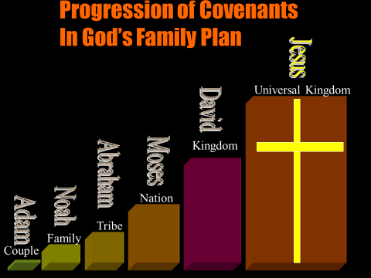 Progression of Covenants
In God's Family Plan
Adam
Couple
Noah
Family
Abraham
Tribe
Moses
Nation
David
Kingdom
Jesus
Universal Kingdom